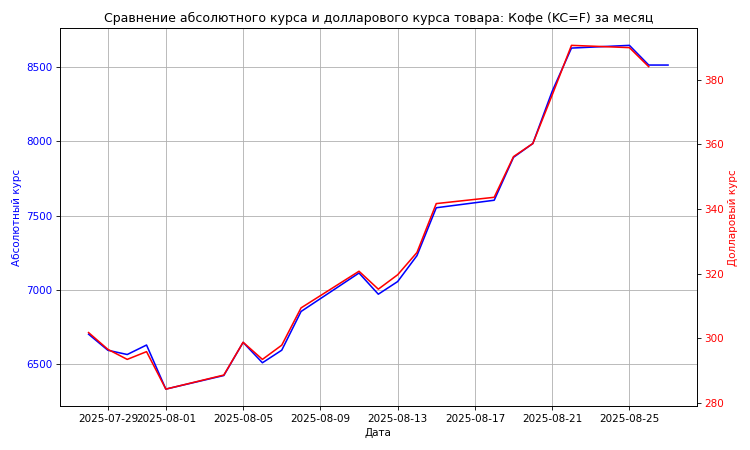 Сравнение абсолютного курса и долларового курса товара: Кофе (KC=F) за месяц
8500
8000
7500
7000
6500
Абсолютный курс
380
360
340
320
300
280
Долларовый курс
2025-07-29 2025-08-01 2025-08-05 2025-08-09 2025-08-13 2025-08-17 2025-08-21 2025-08-25
Дата